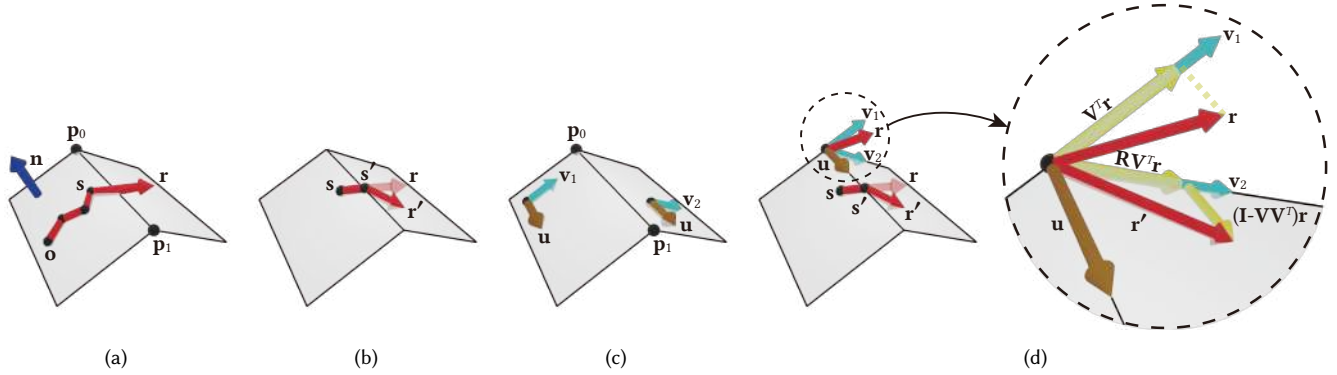 p₀
n
s
r
o
p₁
(a)
s
s'
r
r'
(b)
p₀
v₁
u
v₂
u
p₁
(c)
v₁
r
v₂
u
s
s'
r
r'
v₁
Vᵀr
r
RVᵀr
v₂
(I-VVᵀ)r
r'
u
(d)